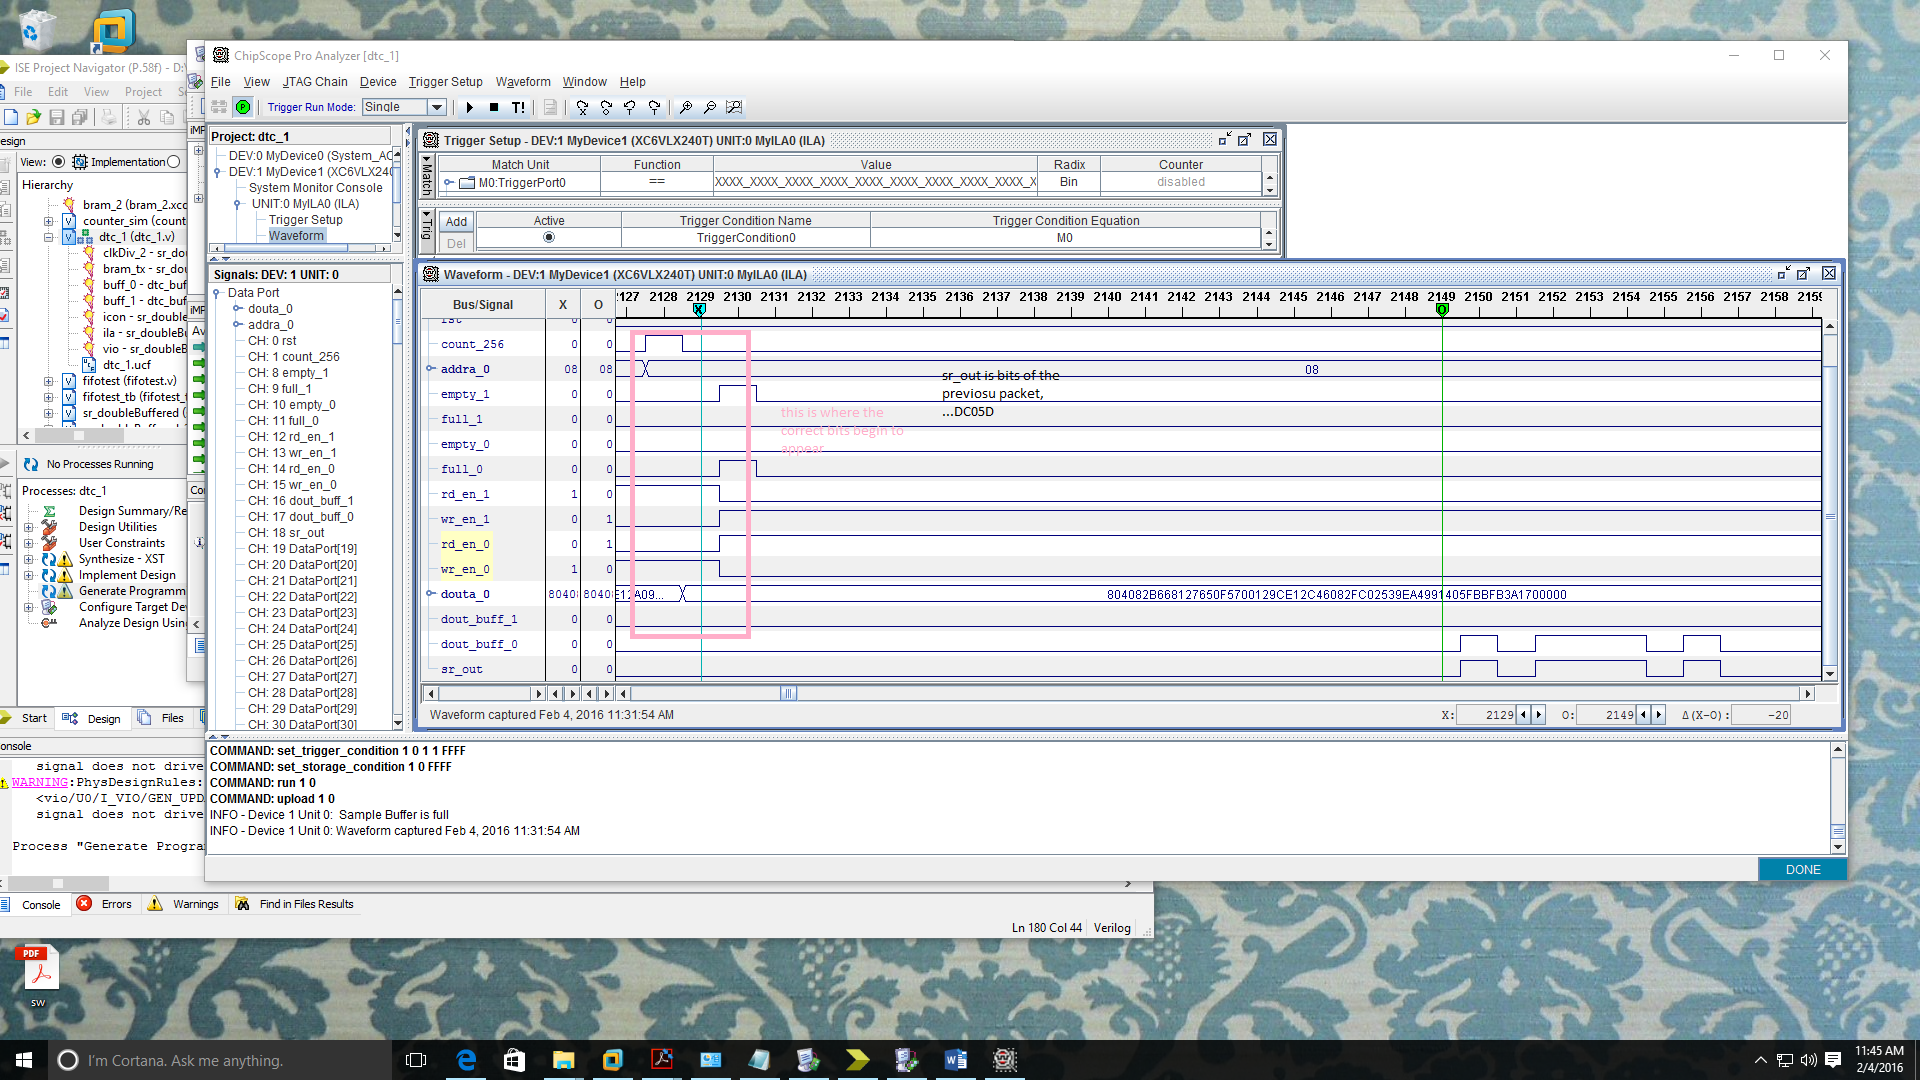 ISE Project Navigator (P.58f) - D:\
File Edit View Project
View: Implementation
Hierarchy
bram_2 (bram_2.xco
counter_sim (count
dtc_1 (dtc_1.v)
clkDiv_2 - sr_dou
bram_tx - sr_dou
buff_0 - dtc_buf
buff_1 - dtc_buf
icon - sr_double
ila - sr_doubleBu
vio - sr_doubleB
dtc_1.ucf
fifotest (fifotest.v)
fifotest_tb (fifotest_t
sr_doubleBuffered (
No Processes Running
Processes: dtc_1
Design Summary/Re
Design Utilities
User Constraints
Synthesize - XST
Implement Design
Generate Programm
Configure Target De
Analyze Design Usin
Start Design Files
onsole
signal does not drive
WARNING:PhysDesignRules:
<vio/U0/I_VIO/GEN_UPD
signal does not drive
Process "Generate Progra
Console Errors Warnings Find in Files Results
Ln 180 Col 44 Verilog
ChipScope Pro Analyzer [dtc_1]
File View JTAG Chain Device Trigger Setup Waveform Window Help
Trigger Run Mode: Single T!
Project: dtc_1
DEV:0 MyDevice0 (System_AC
DEV:1 MyDevice1 (XC6VLX240
System Monitor Console
UNIT:0 MyILA0 (ILA)
Trigger Setup
Waveform
Signals: DEV: 1 UNIT: 0
Data Port
douta_0
addra_0
CH: 0 rst
CH: 1 count_256
CH: 8 empty_1
CH: 9 full_1
CH: 10 empty_0
CH: 11 full_0
CH: 12 rd_en_1
CH: 13 wr_en_1
CH: 14 rd_en_0
CH: 15 wr_en_0
CH: 16 dout_buff_1
CH: 17 dout_buff_0
CH: 18 sr_out
CH: 19 DataPort[19]
CH: 20 DataPort[20]
CH: 21 DataPort[21]
CH: 22 DataPort[22]
CH: 23 DataPort[23]
CH: 24 DataPort[24]
CH: 25 DataPort[25]
CH: 26 DataPort[26]
CH: 27 DataPort[27]
CH: 28 DataPort[28]
CH: 29 DataPort[29]
CH: 30 DataPort[30]
Trigger Setup - DEV:1 MyDevice1 (XC6VLX240T) UNIT:0 MyILA0 (ILA)
Match
Match Unit Function Value Radix Counter
M0:TriggerPort0 == XXXX_XXXX_XXXX_XXXX_XXXX_XXXX_XXXX_XXXX_XXXX_X Bin disabled
Trig
Add Active Trigger Condition Name Trigger Condition Equation
Del TriggerCondition0 M0
Waveform - DEV:1 MyDevice1 (XC6VLX240T) UNIT:0 MyILA0 (ILA)
Bus/Signal X O 2127 2128 2129 2130 2131 2132 2133 2134 2135 2136 2137 2138 2139 2140 2141 2142 2143 2144 2145 2146 2147 2148 2149 2150 2151 2152 2153 2154 2155 2156 2157 2158 2159
X O
rst 0 0
count_256 0 0
addra_0 08 08 08
empty_1 0 0
full_1 0 0
empty_0 0 0
full_0 0 0
rd_en_1 1 0
wr_en_1 0 1
rd_en_0 0 1
wr_en_0 1 0
douta_0 8040 8040 E12A09... 804082B668127650F5700129CE12C46082FC02539EA4991405FBBFB3A1700000
dout_buff_1 0 0
dout_buff_0 0 0
sr_out 0 0
sr_out is bits of the
previosu packet,
...DC05D
this is where the
correct bits begin to
appear
Waveform captured Feb 4, 2016 11:31:54 AM
X: 2129 O: 2149 Δ(X-O): -20
COMMAND: set_trigger_condition 1 0 1 1 FFFF
COMMAND: set_storage_condition 1 0 FFFF
COMMAND: run 1 0
COMMAND: upload 1 0
INFO - Device 1 Unit 0: Sample Buffer is full
INFO - Device 1 Unit 0: Waveform captured Feb 4, 2016 11:31:54 AM
DONE
PDF
sw
I'm Cortana. Ask me anything.
11:45 AM
2/4/2016